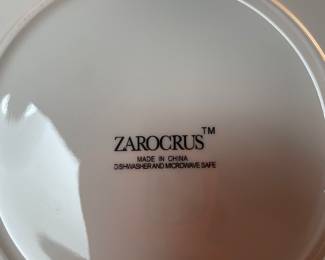 ZAROCRUS™
MADE IN CHINA
DISHWASHER AND MICROWAVE SAFE